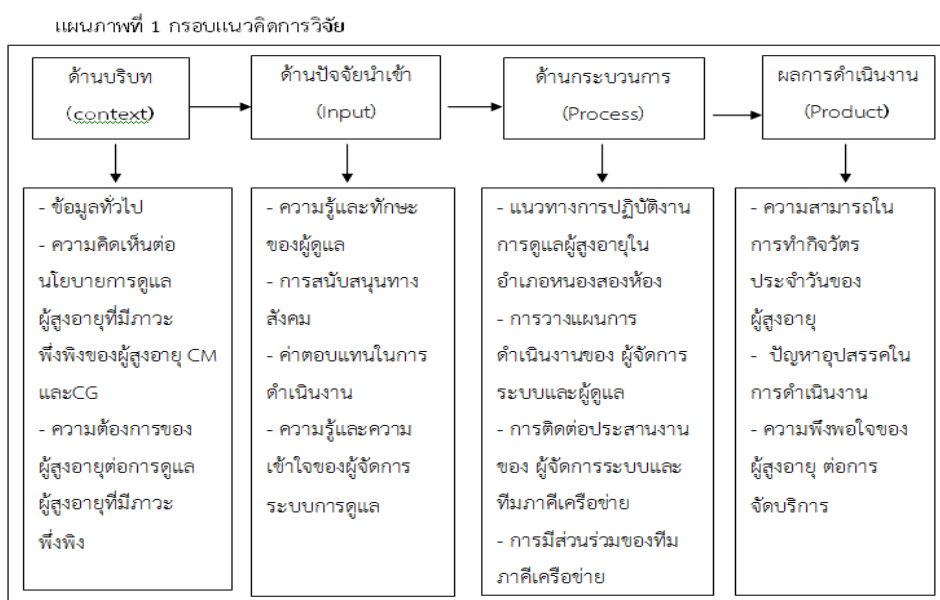 แผนภาพที่ 1 กรอบแนวคิดการวิจัย
ด้านบริบท
(context)
ด้านปัจจัยนำเข้า
(Input)
ด้านกระบวนการ
(Process)
ผลการดำเนินงาน
(Product)
- ข้อมูลทั่วไป
- ความคิดเห็นต่อ
นโยบายการดูแล
ผู้สูงอายุที่มีภาวะ
พึ่งพิงของผู้สูงอายุ CM
และCG
- ความต้องการของ
ผู้สูงอายุต่อการดูแล
ผู้สูงอายุที่มีภาวะ
พึ่งพิง
- ความรู้และทักษะ
ของผู้ดูแล
- การสนับสนุนทาง
สังคม
- ค่าตอบแทนในการ
ดำเนินงาน
- ความรู้และความ
เข้าใจของผู้จัดการ
ระบบการดูแล
- แนวทางการปฏิบัติงาน
การดูแลผู้สูงอายุใน
อำเภอหนองสองห้อง
- การวางแผนการ
ดำเนินงานของ ผู้จัดการ
ระบบและผู้ดูแล
- การติดต่อประสานงาน
ของ ผู้จัดการระบบและ
ทีมภาคีเครือข่าย
- การมีส่วนร่วมของทีม
ภาคีเครือข่าย
- ความสามารถใน
การทำกิจวัตร
ประจำวันของ
ผู้สูงอายุ
- ปัญหาอุปสรรคใน
การดำเนินงาน
- ความพึงพอใจของ
ผู้สูงอายุ ต่อการ
จัดบริการ